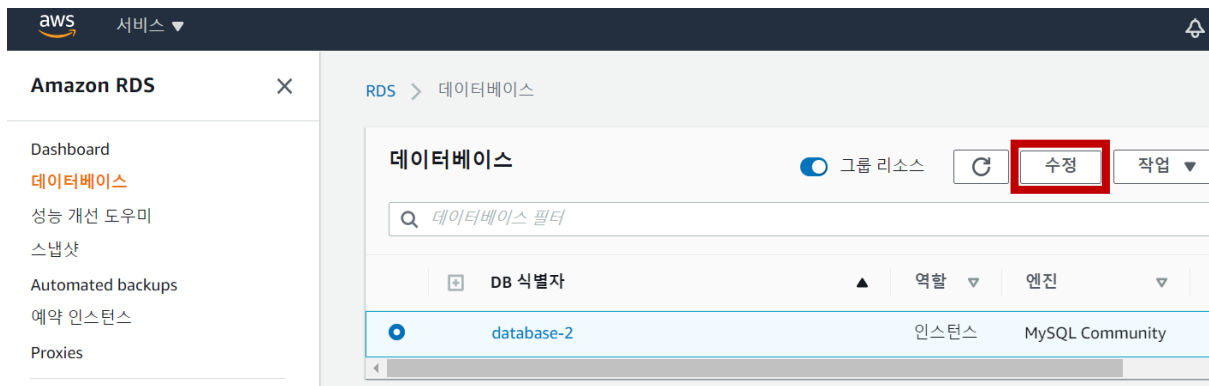 aws 서비스 ▼
Amazon RDS
Dashboard
데이터베이스
성능 개선 도우미
스냅샷
Automated backups
예약 인스턴스
Proxies
RDS > 데이터베이스
데이터베이스 그룹 리소스 수정 작업 ▼
데이터베이스 필터
DB 식별자 ▲ 역할 ▽ 엔진 ▽
database-2 인스턴스 MySQL Community